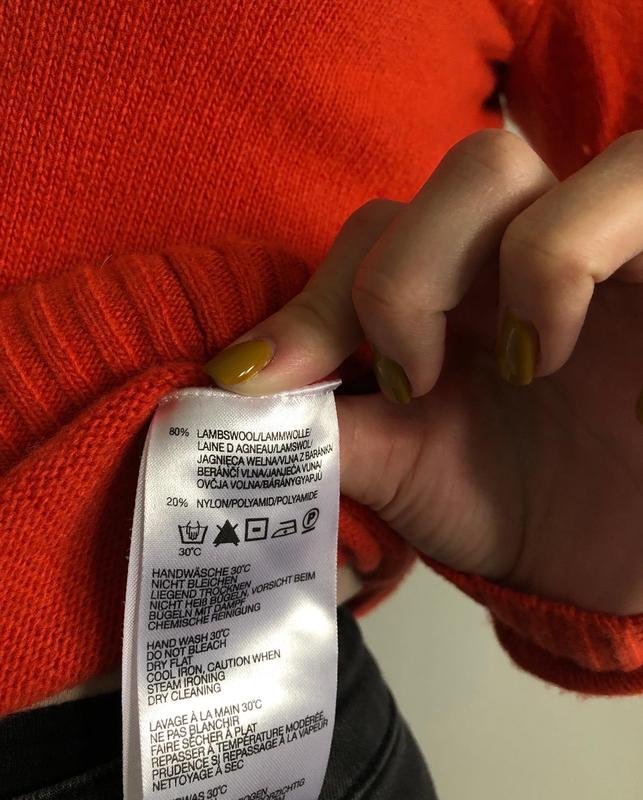 80% LAMBSWOOL/LAMMWOLLE/
LAINE D AGNEAU/LAMSWOL/
JAGNIĘCA WEŁNA/VLNA Z BARANKA/
BERÁNČÍ VLNA/JANJEĆA VUNA/
OVČJA VOLNA/BÁRÁNYGYAPJÚ
20% NYLON/POLYAMID/POLYAMIDE
P
30°C
HANDWÄSCHE 30°C
NICHT BLEICHEN
LIEGEND TROCKNEN
NICHT HEIß BÜGELN, VORSICHT BEIM
BÜGELN MIT DAMPF
CHEMISCHE REINIGUNG
HAND WASH 30°C
DO NOT BLEACH
DRY FLAT
COOL IRON, CAUTION WHEN
STEAM IRONING
DRY CLEANING
LAVAGE À LA MAIN 30°C
NE PAS BLANCHIR
FAIRE SÉCHER À PLAT
REPASSER À TEMPÉRATURE MODÉRÉE,
PRUDENCE SI REPASSAGE À LA VAPEUR
NETTOYAGE À SEC
30°C